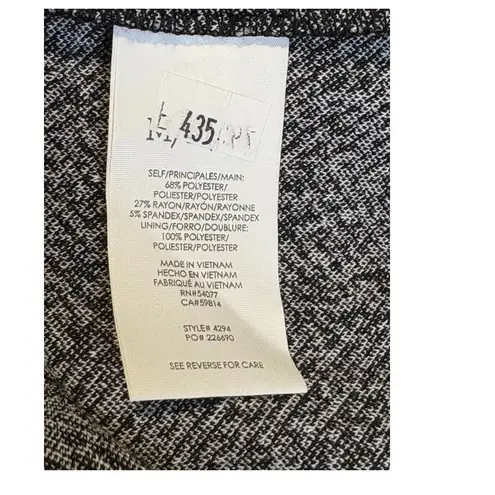 435
SELF/PRINCIPALES/MAIN:
68% POLYESTER/
POLIESTER/POLYESTER
27% RAYON/RAYÓN/RAYONNE
5% SPANDEX/SPANDEX/SPANDEX
LINING/FORRO/DOUBLURE:
100% POLYESTER/
POLIESTER/POLYESTER
MADE IN VIETNAM
HECHO EN VIETNAM
FABRIQUÉ AU VIETNAM
RN#54077
CA#59814
STYLE# 4294
PO# 226690
SEE REVERSE FOR CARE